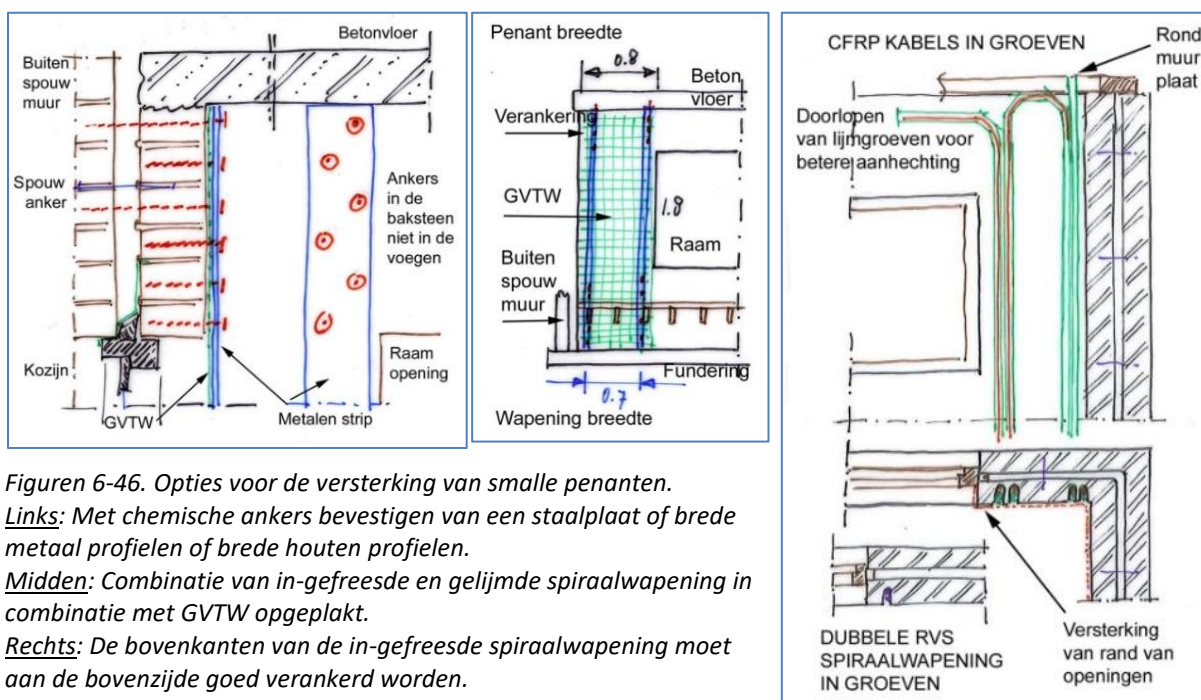 Betonvloer
Buiten
spouw
muur
Spouw
anker
Ankers
in de
baksteen
niet in de
voegen
Kozijn
Raam
opening
GVTW
Metalen strip
Penant breedte
0.8
Beton
vloer
Verankering
GVTW
1.8
Raam
Buiten
spouw
muur
Fundering
0.7
Wapening breedte
CFRP KABELS IN GROEVEN
Rond
muur
plaat
Doorlopen
van lijmgroeven voor
betere aanhechting
DUBBELE RVS
SPIRAALWAPENING
IN GROEVEN
Versterking
van rand van
openingen
Figuren 6-46. Opties voor de versterking van smalle penanten.
Links: Met chemische ankers bevestigen van een staalplaat of brede
metaal profielen of brede houten profielen.
Midden: Combinatie van in-gefreesde en gelijmde spiraalwapening in
combinatie met GVTW opgeplakt.
Rechts: De bovenkanten van de in-gefreesde spiraalwapening moet
aan de bovenzijde goed verankerd worden.